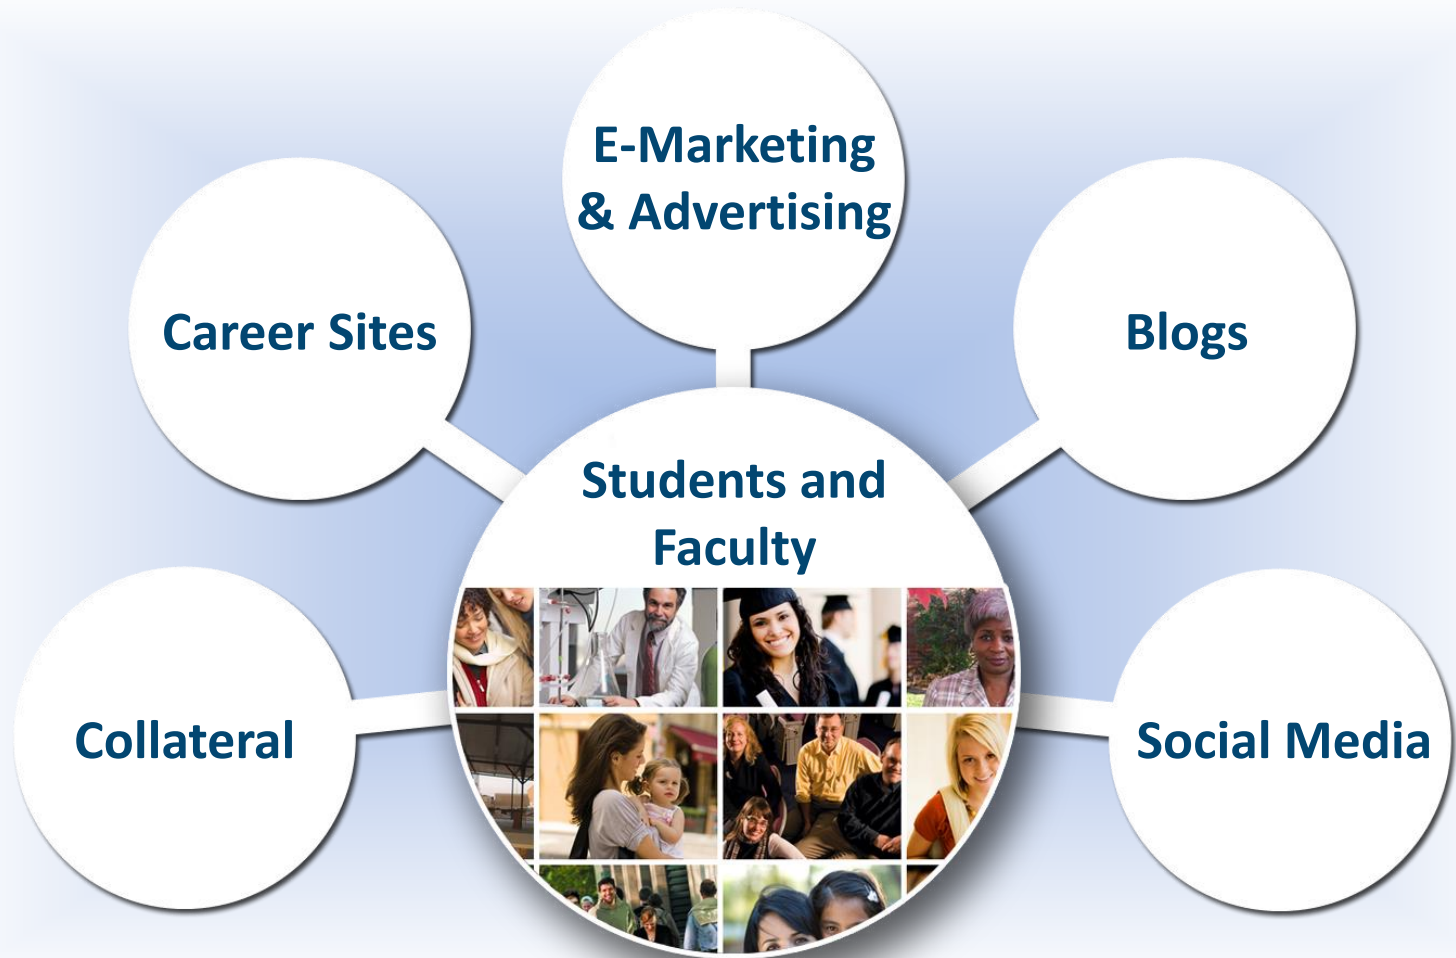 E-Marketing
& Advertising
Career Sites
Blogs
Students and
Faculty
Collateral
Social Media